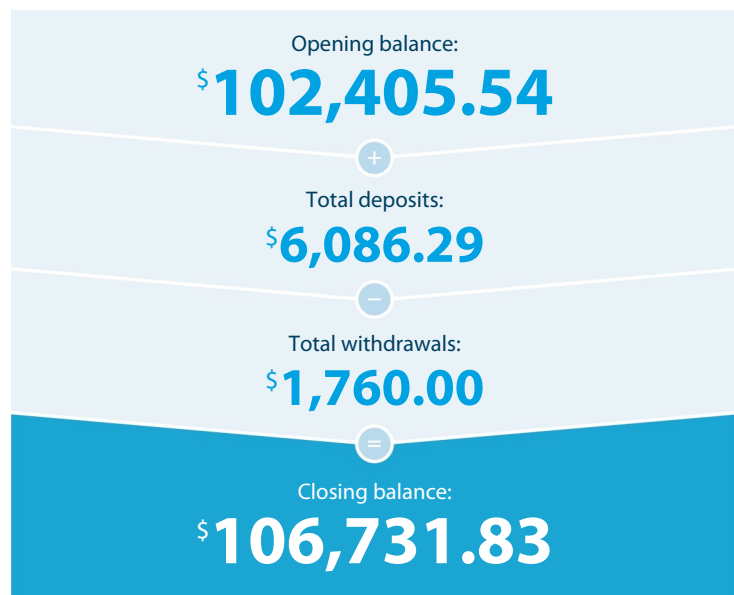 Opening balance:
$102,405.54
+
Total deposits:
$6,086.29
−
Total withdrawals:
$1,760.00
=
Closing balance:
$106,731.83